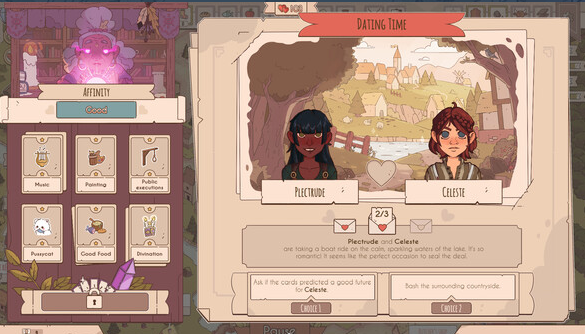 DATING TIME
AFFINITY
Good
Music
Painting
Public
executions
Pussycat
Good Food
Divination
PLECTRUDE
CELESTE
2/3
Plectrude and Celeste
are taking a boat ride on the calm, sparkling waters of the lake. It's so
romantic! It seems like the perfect occasion to seal the deal.
Ask if the cards predicted a good future
for Celeste.
CHOICE 1
Bash the surrounding countryside.
CHOICE 2
Pause